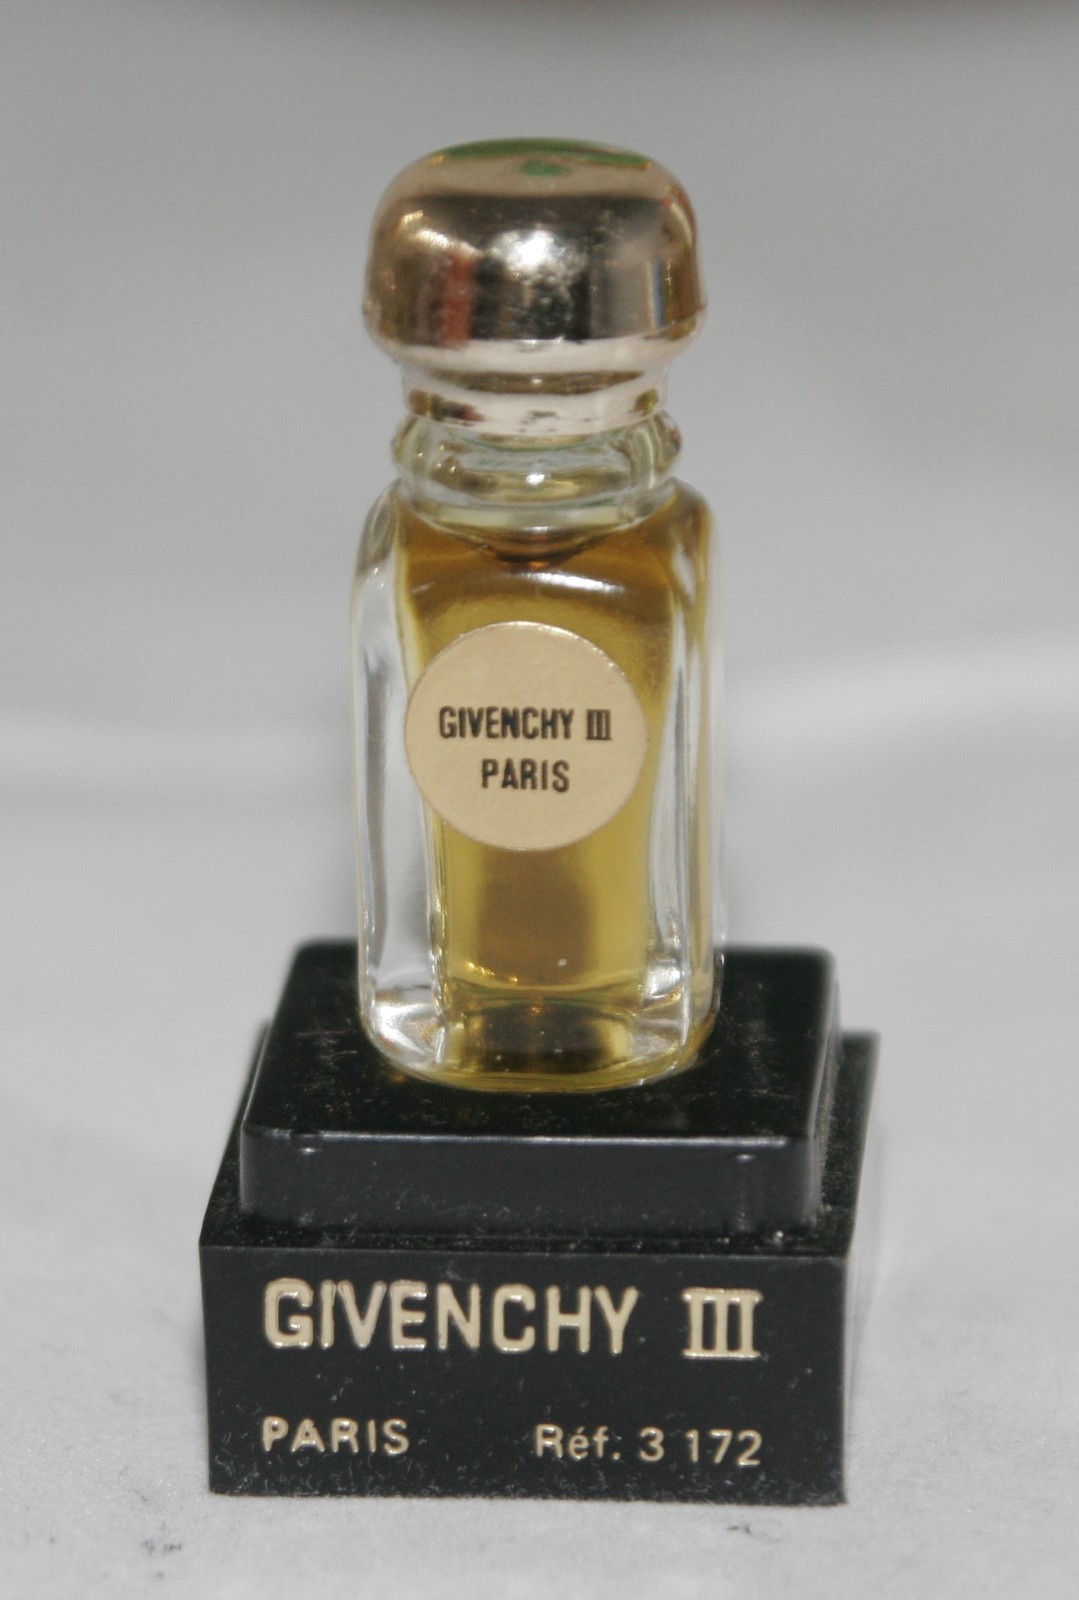 GIVENCHY III
PARIS
GIVENCHY III
PARIS Réf. 3 172